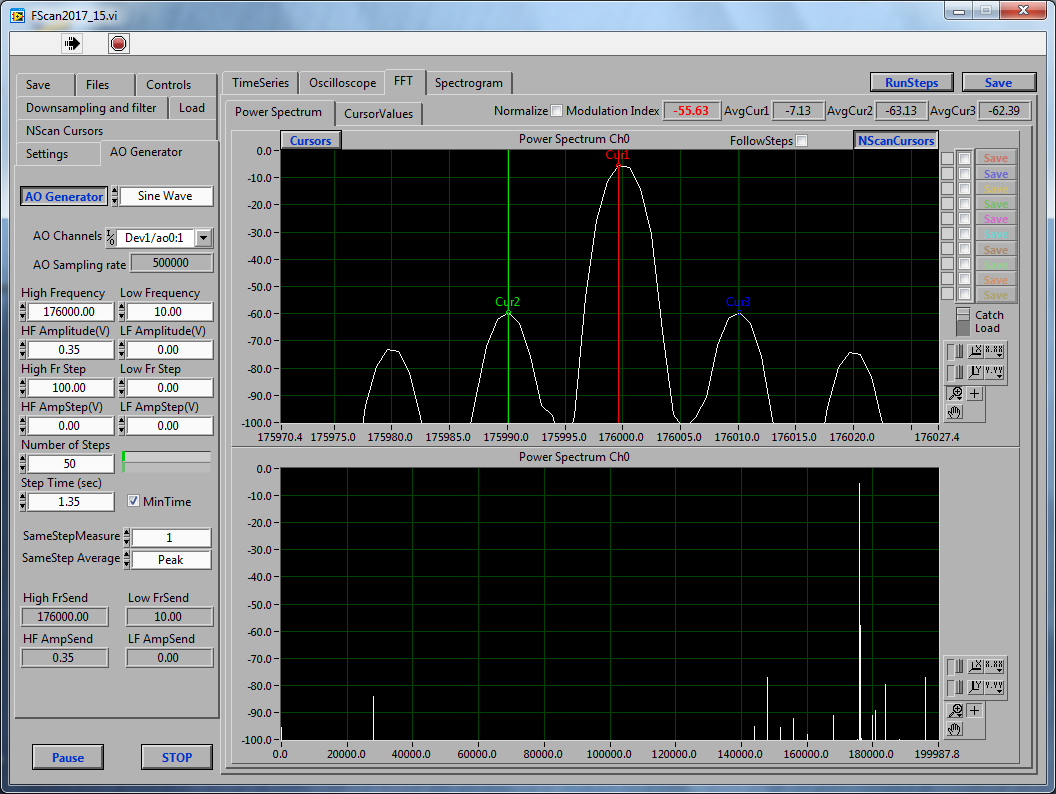 FScan2017_15.vi
Save Files Controls
Downsampling and filter Load
NScan Cursors
Settings AO Generator
AO Generator Sine Wave
AO Channels I/0 Dev1/ao0:1
AO Sampling rate 500000
High Frequency Low Frequency
176000.00 10.00
HF Amplitude(V) LF Amplitude(V)
0.35 0.00
High Fr Step Low Fr Step
100.00 0.00
HF AmpStep(V) LF AmpStep(V)
0.00 0.00
Number of Steps
50
Step Time (sec)
1.35 MinTime
SameStepMeasure 1
SameStep Average Peak
High FrSend Low FrSend
176000.00 10.00
HF AmpSend LF AmpSend
0.35 0.00
Pause STOP
TimeSeries Oscilloscope FFT Spectrogram
RunSteps Save
Power Spectrum CursorValues
Normalize Modulation Index -55.63 AvgCur1 -7.13 AvgCur2 -63.13 AvgCur3 -62.39
Cursors Power Spectrum Ch0 FollowSteps NScanCursors
0.0
-10.0
-20.0
-30.0
-40.0
-50.0
-60.0
-70.0
-80.0
-90.0
-100.0
Cur1
Cur2 Cur3
175970.4 175975.0 175980.0 175985.0 175990.0 175995.0 176000.0 176005.0 176010.0 176015.0 176020.0 176027.4
Save
Save
Save
Save
Save
Save
Save
Save
Save
Save
Catch
Load
X X.XX
Y Y.YY
Power Spectrum Ch0
0.0
-10.0
-20.0
-30.0
-40.0
-50.0
-60.0
-70.0
-80.0
-90.0
-100.0
0.0 20000.0 40000.0 60000.0 80000.0 100000.0 120000.0 140000.0 160000.0 180000.0 199987.8
X X.XX
Y Y.YY